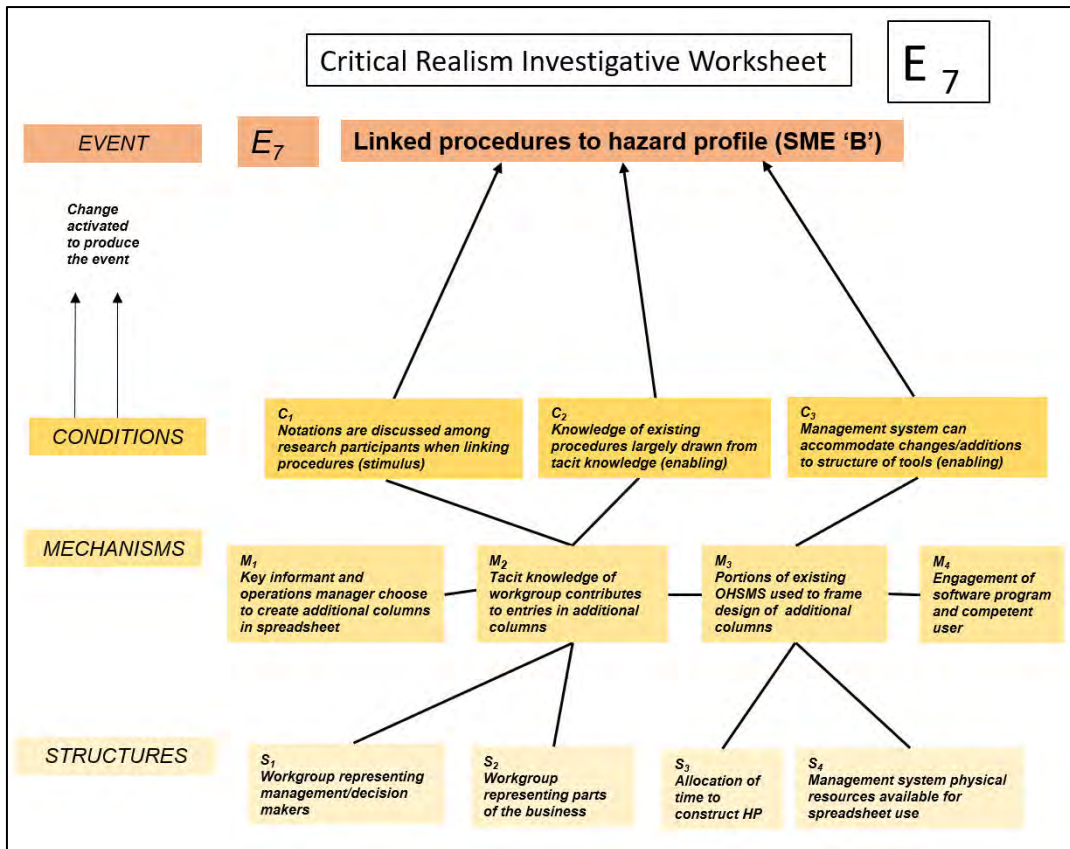 Critical Realism Investigative Worksheet
E 7
EVENT
E7
Linked procedures to hazard profile (SME ‘B’)
Change
activated
to produce
the event
CONDITIONS
C1
Notations are discussed among
research participants when linking
procedures (stimulus)
C2
Knowledge of existing
procedures largely drawn from
tacit knowledge (enabling)
C3
Management system can
accommodate changes/additions
to structure of tools (enabling)
MECHANISMS
M1
Key informant and
operations manager choose
to create additional columns
in spreadsheet
M2
Tacit knowledge of
workgroup contributes
to entries in additional
columns
M3
Portions of existing
OHSMS used to frame
design of additional
columns
M4
Engagement of
software program
and competent
user
STRUCTURES
S1
Workgroup representing
management/decision
makers
S2
Workgroup
representing parts
of the business
S3
Allocation of
time to
construct HP
S4
Management system physical
resources available for
spreadsheet use